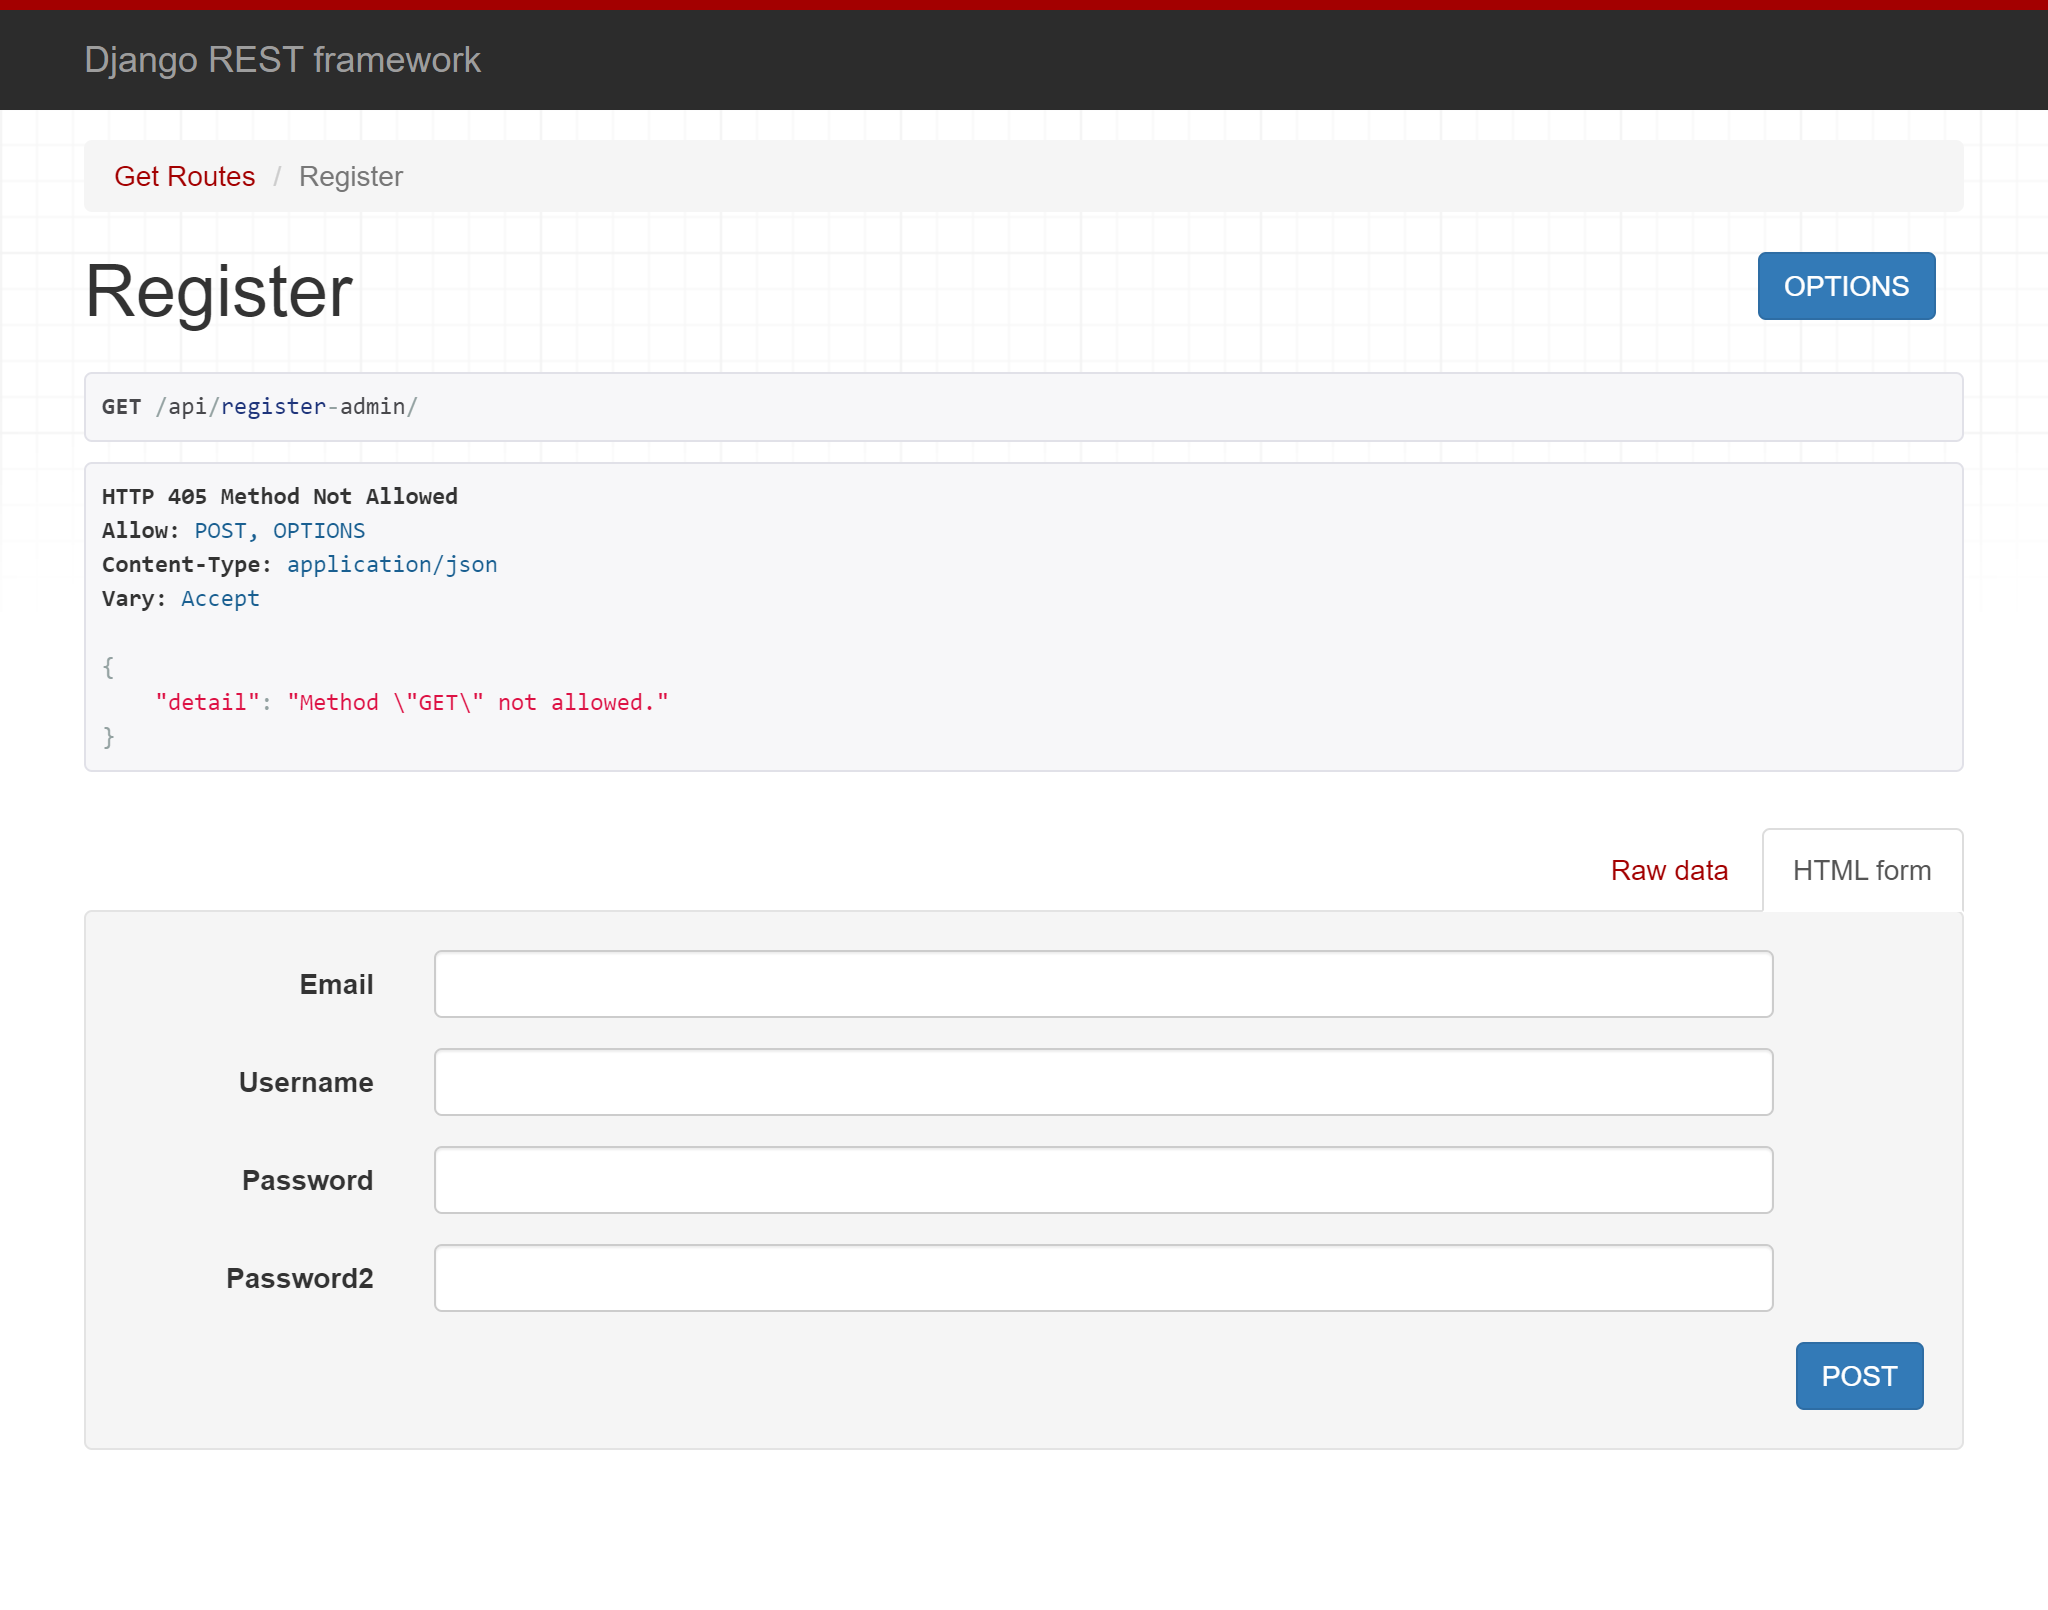 Django REST framework
Get Routes / Register
Register
OPTIONS
GET /api/register-admin/
HTTP 405 Method Not Allowed
Allow: POST, OPTIONS
Content-Type: application/json
Vary: Accept
{
"detail": "Method \"GET\" not allowed."
}
Raw data
HTML form
Email
Username
Password
Password2
POST